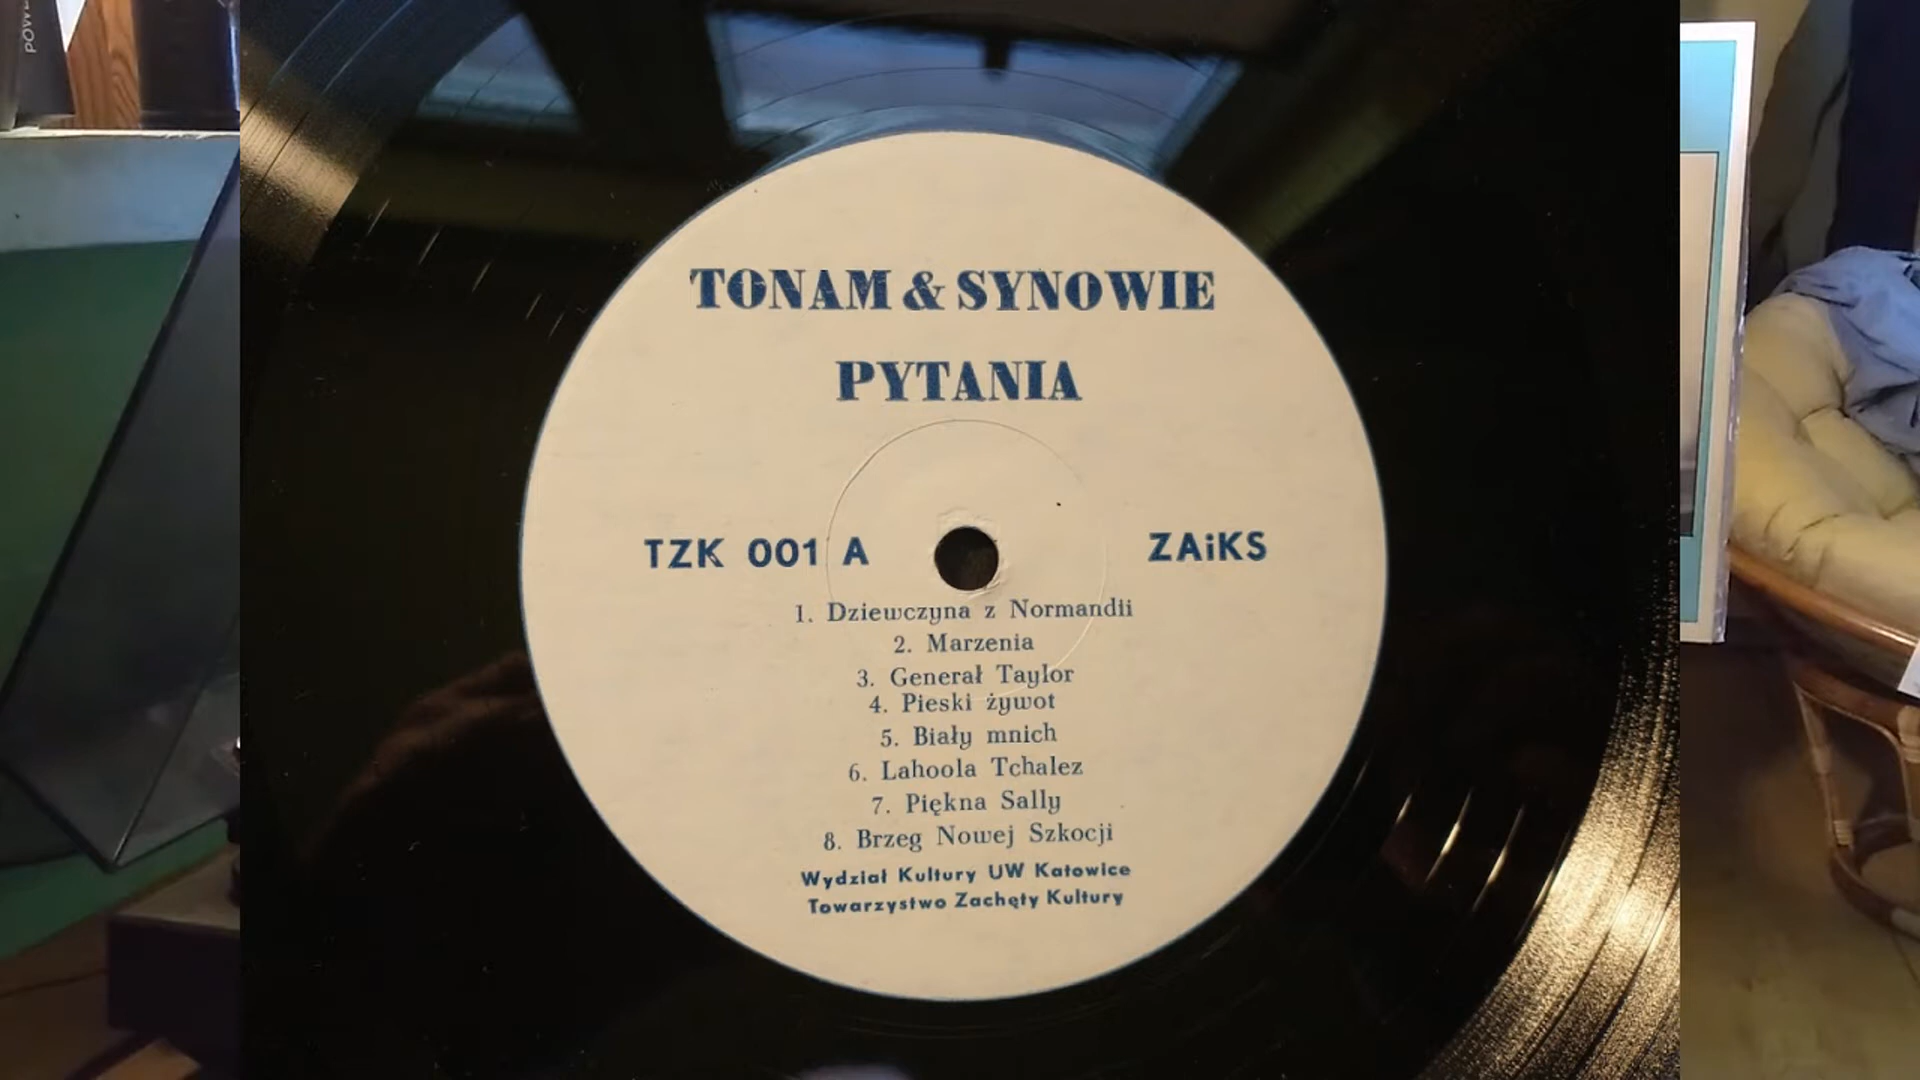 TONAM & SYNOWIE
PYTANIA
TZK 001 A
ZAiKS
1. Dziewczyna z Normandii
2. Marzenia
3. Generał Taylor
4. Pieski żywot
5. Biały mnich
6. Lahoola Tchalez
7. Piękna Sally
8. Brzeg Nowej Szkocji
Wydział Kultury UW Katowice
Towarzystwo Zachęty Kultury